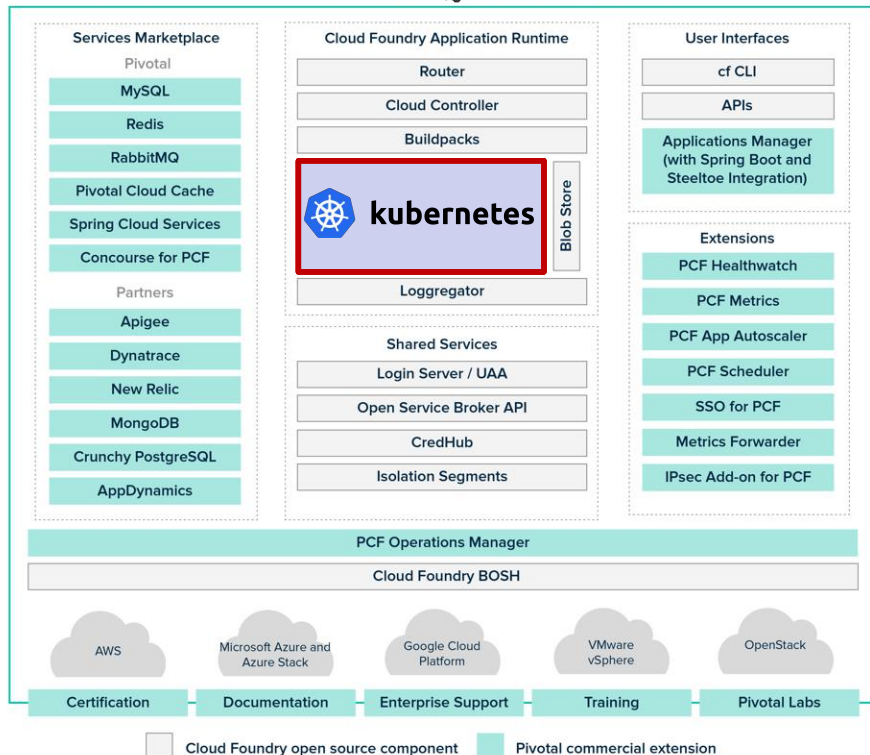 Services Marketplace
Pivotal
MySQL
Redis
RabbitMQ
Pivotal Cloud Cache
Spring Cloud Services
Concourse for PCF
Partners
Apigee
Dynatrace
New Relic
MongoDB
Crunchy PostgreSQL
AppDynamics
Cloud Foundry Application Runtime
Router
Cloud Controller
Buildpacks
kubernetes
Blob Store
Loggregator
Shared Services
Login Server / UAA
Open Service Broker API
CredHub
Isolation Segments
User Interfaces
cf CLI
APIs
Applications Manager
(with Spring Boot and
Steeltoe Integration)
Extensions
PCF Healthwatch
PCF Metrics
PCF App Autoscaler
PCF Scheduler
SSO for PCF
Metrics Forwarder
IPsec Add-on for PCF
PCF Operations Manager
Cloud Foundry BOSH
AWS
Microsoft Azure and
Azure Stack
Google Cloud
Platform
VMware
vSphere
OpenStack
Certification
Documentation
Enterprise Support
Training
Pivotal Labs
Cloud Foundry open source component
Pivotal commercial extension